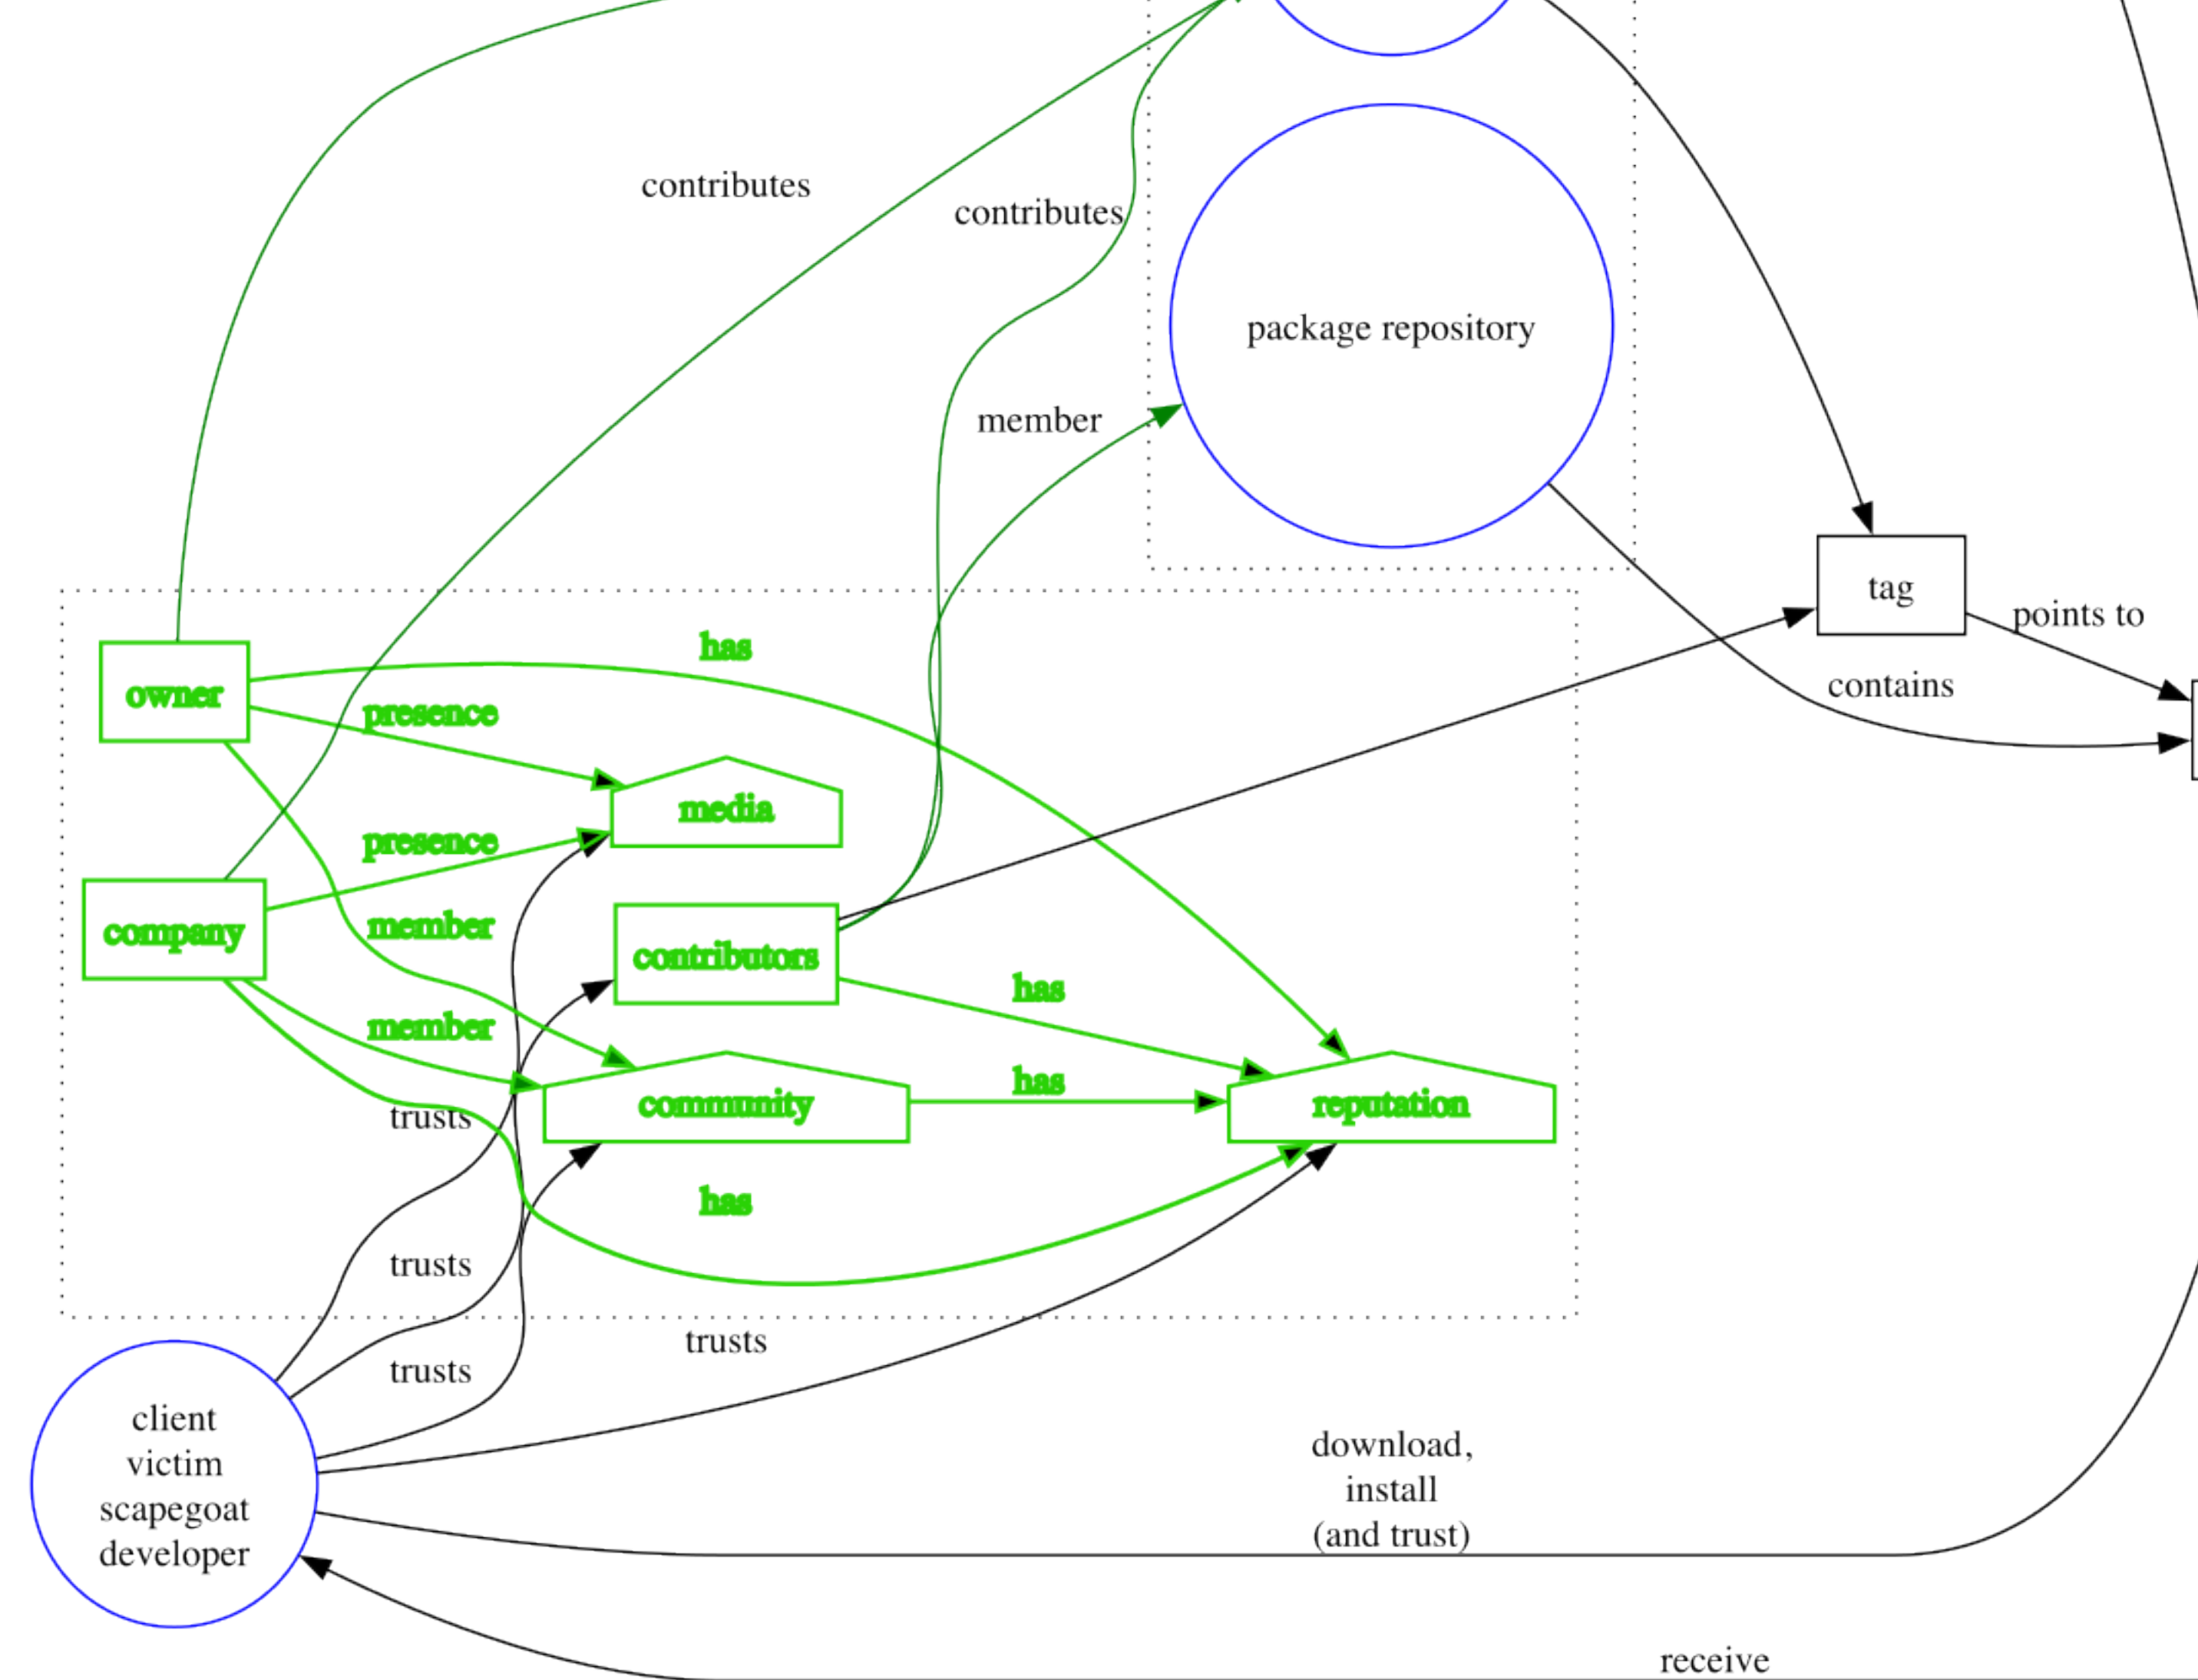 contributes
contributes
package repository
member
tag
points to
contains
owner
has
presence
media
presence
company
member
contributors
has
member
community
has
reputation
trusts
has
trusts
trusts
trusts
client
victim
scapegoat
developer
download,
install
(and trust)
receive